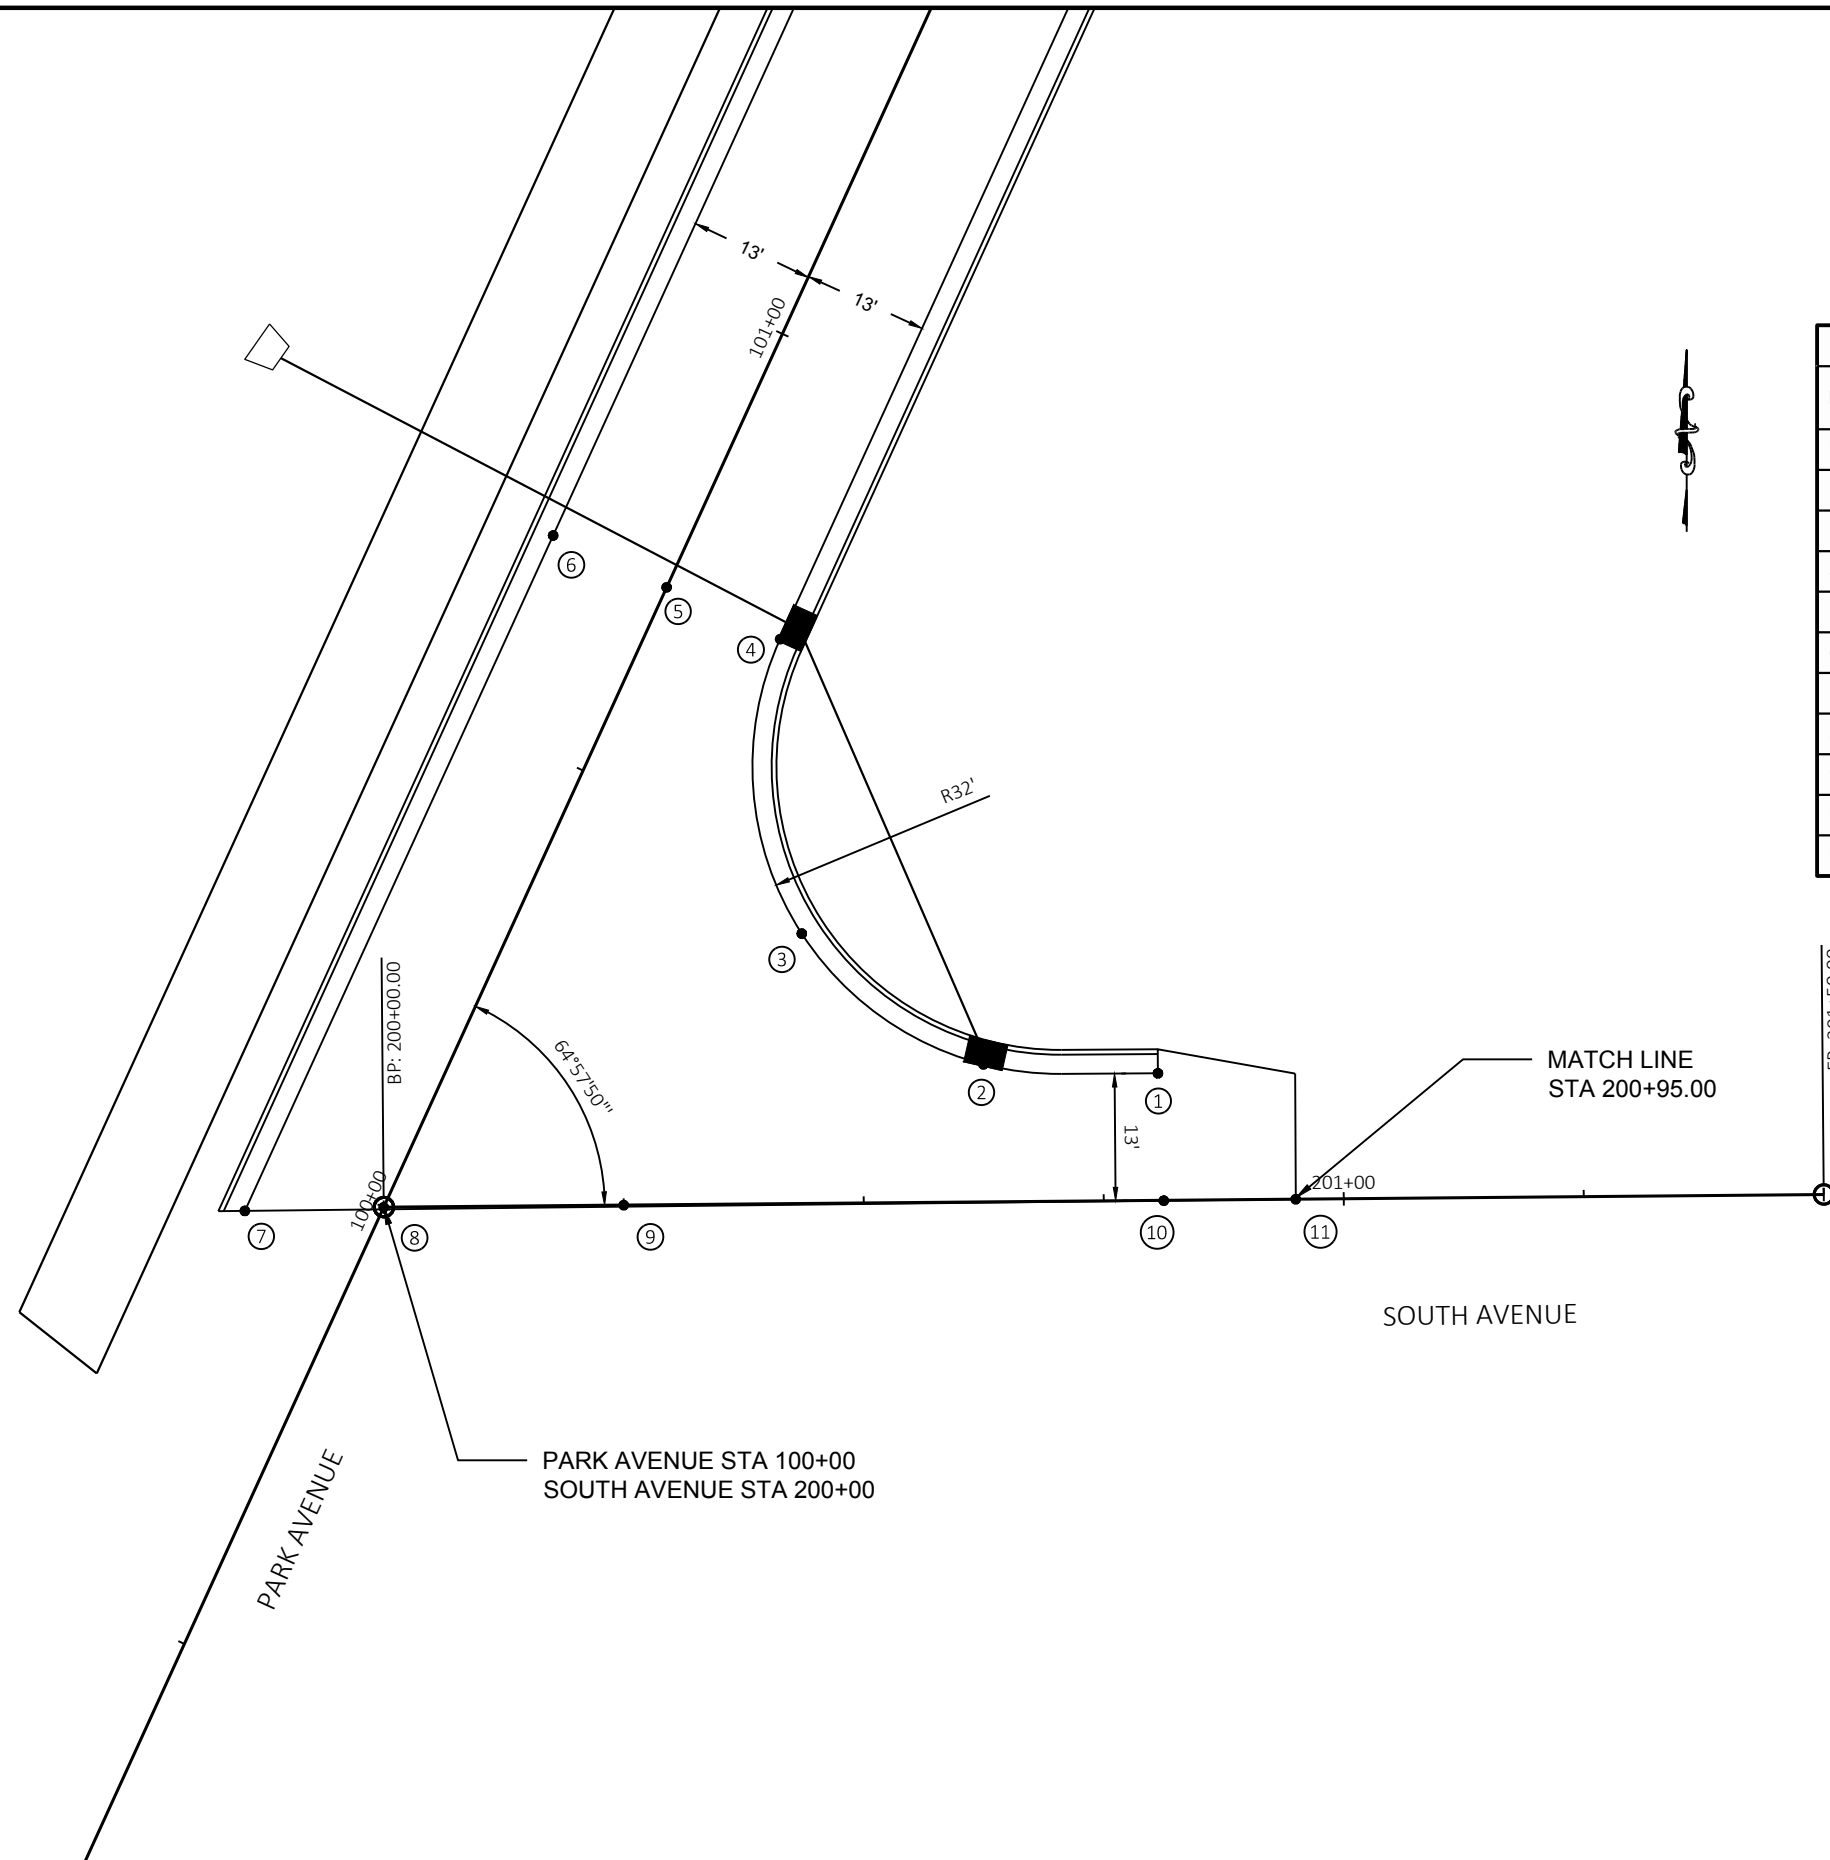 13'
13'
101+00
6
5
4
R32'
3
BP: 200+00.00
64°57'50"
MATCH LINE
STA 200+95.00
2
1
13'
100+00
201+00
7
8
9
10
11
SOUTH AVENUE
PARK AVENUE STA 100+00
SOUTH AVENUE STA 200+00
PARK AVENUE